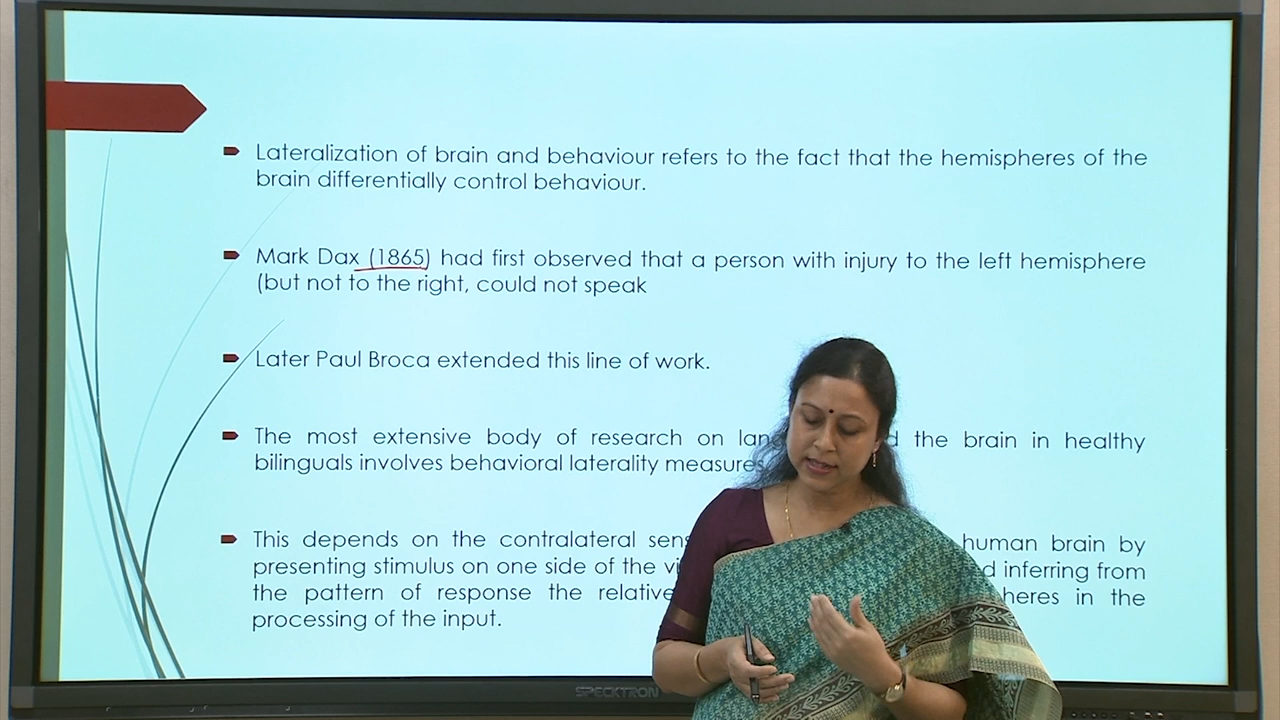 Lateralization of brain and behaviour refers to the fact that the hemispheres of the
brain differentially control behaviour.
Mark Dax (1865) had first observed that a person with injury to the left hemisphere
(but not to the right, could not speak
Later Paul Broca extended this line of work.
The most extensive body of research on the brain in healthy
bilinguals involves behavioral laterality measures
This depends on the contralateral human brain by
presenting stimulus on one side of the inferring from
the pattern of response the relative in the
processing of the input.
SPECKTRON